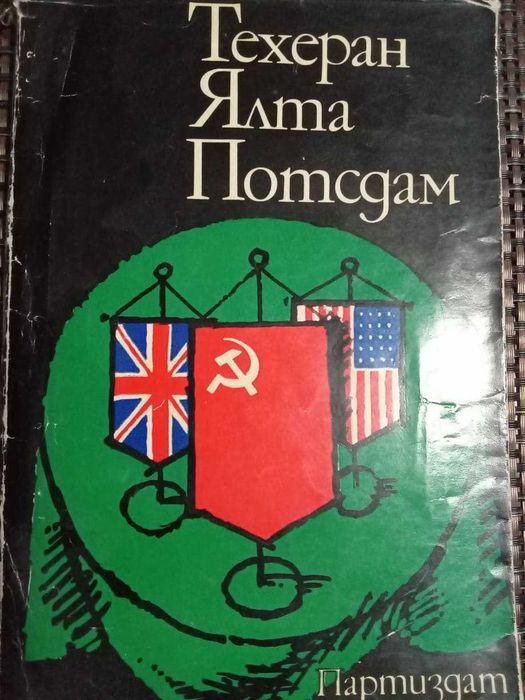 Техеран
Ялта
Потсдам
Партиздат